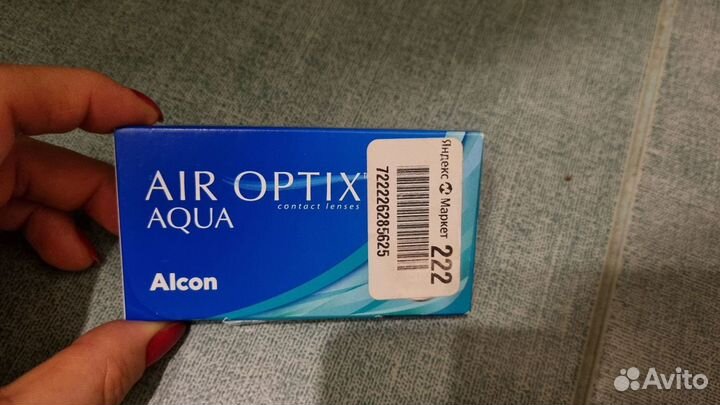 AIR OPTIX
AQUA
contact lenses
Alcon
Яндекс Маркет
222
722226285625
Avito